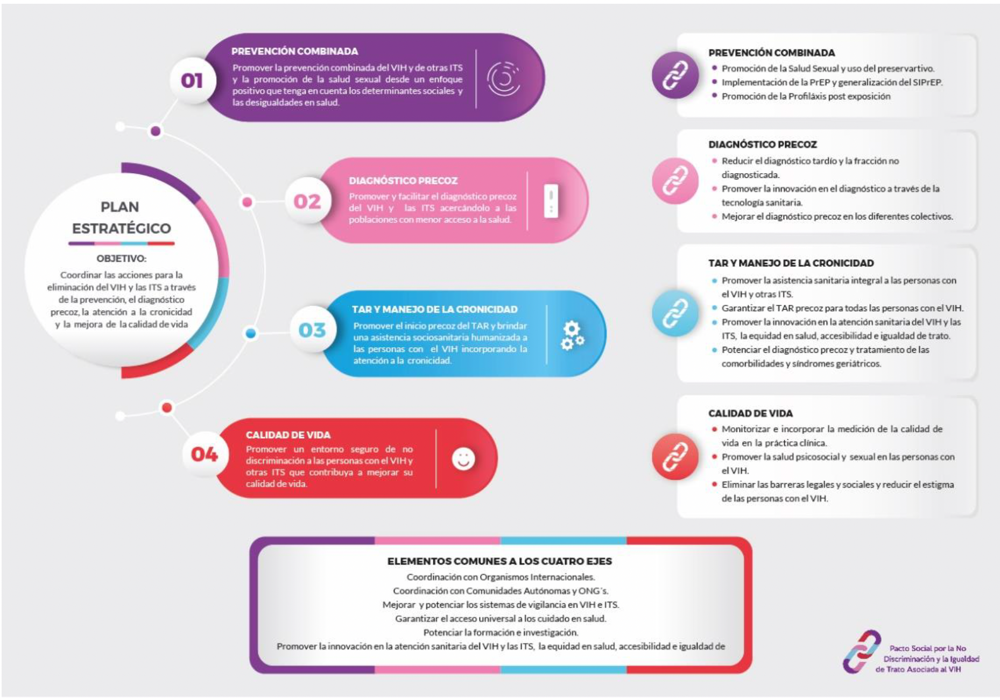 PLAN
ESTRATÉGICO
OBJETIVO:
Coordinar las acciones para la
eliminación del VIH y las ITS a través
de la prevención, el diagnóstico
precoz, la atención a la cronicidad
y la mejora de la calidad de vida
01
PREVENCIÓN COMBINADA
Promover la prevención combinada del VIH y de otras ITS
y la promoción de la salud sexual desde un enfoque
positivo que tenga en cuenta los determinantes sociales y
las desigualdades en salud.
02
DIAGNÓSTICO PRECOZ
Promover y facilitar el diagnóstico precoz
del VIH y las ITS acercándolo a las
poblaciones con menor acceso a la salud.
03
TAR Y MANEJO DE LA CRONICIDAD
Promover el inicio precoz del TAR y brindar
una asistencia sociosanitaria humanizada a
las personas con el VIH incorporando la
atención a la cronicidad.
04
CALIDAD DE VIDA
Promover un entorno seguro de no
discriminación a las personas con el VIH y
otras ITS que contribuya a mejorar su
calidad de vida.
PREVENCIÓN COMBINADA
• Promoción de la Salud Sexual y uso del preservartivo.
• Implementación de la PrEP y generalización del SIPrEP.
• Promoción de la Profiláxis post exposición
DIAGNÓSTICO PRECOZ
• Reducir el diagnóstico tardío y la fracción no
diagnosticada.
• Promover la innovación en el diagnóstico a través de la
tecnología sanitaria.
• Mejorar el diagnóstico precoz en los diferentes colectivos.
TAR Y MANEJO DE LA CRONICIDAD
• Promover la asistencia sanitaria integral a las personas con
el VIH y otras ITS.
• Garantizar el TAR precoz para todas las personas con el VIH.
• Promover la innovación en la atención sanitaria del VIH y las
ITS, la equidad en salud, accesibilidad e igualdad de trato.
• Potenciar el diagnóstico precoz y tratamiento de las
comorbilidades y síndromes geriátricos.
CALIDAD DE VIDA
• Monitorizar e incorporar la medición de la calidad de
vida en la práctica clínica.
• Promover la salud psicosocial y sexual en las personas con
el VIH.
• Eliminar las barreras legales y sociales y reducir el estigma
de las personas con el VIH.
ELEMENTOS COMUNES A LOS CUATRO EJES
Coordinación con Organismos Internacionales.
Coordinación con Comunidades Autónomas y ONG´s.
Mejorar y potenciar los sistemas de vigilancia en VIH e ITS.
Garantizar el acceso universal a los cuidado en salud.
Potenciar la formación e investigación.
Promover la innovación en la atención sanitaria del VIH y las ITS, la equidad en salud, accesibilidad e igualdad de
Pacto Social por la No
Discriminación y la Igualdad
de Trato Asociada al VIH